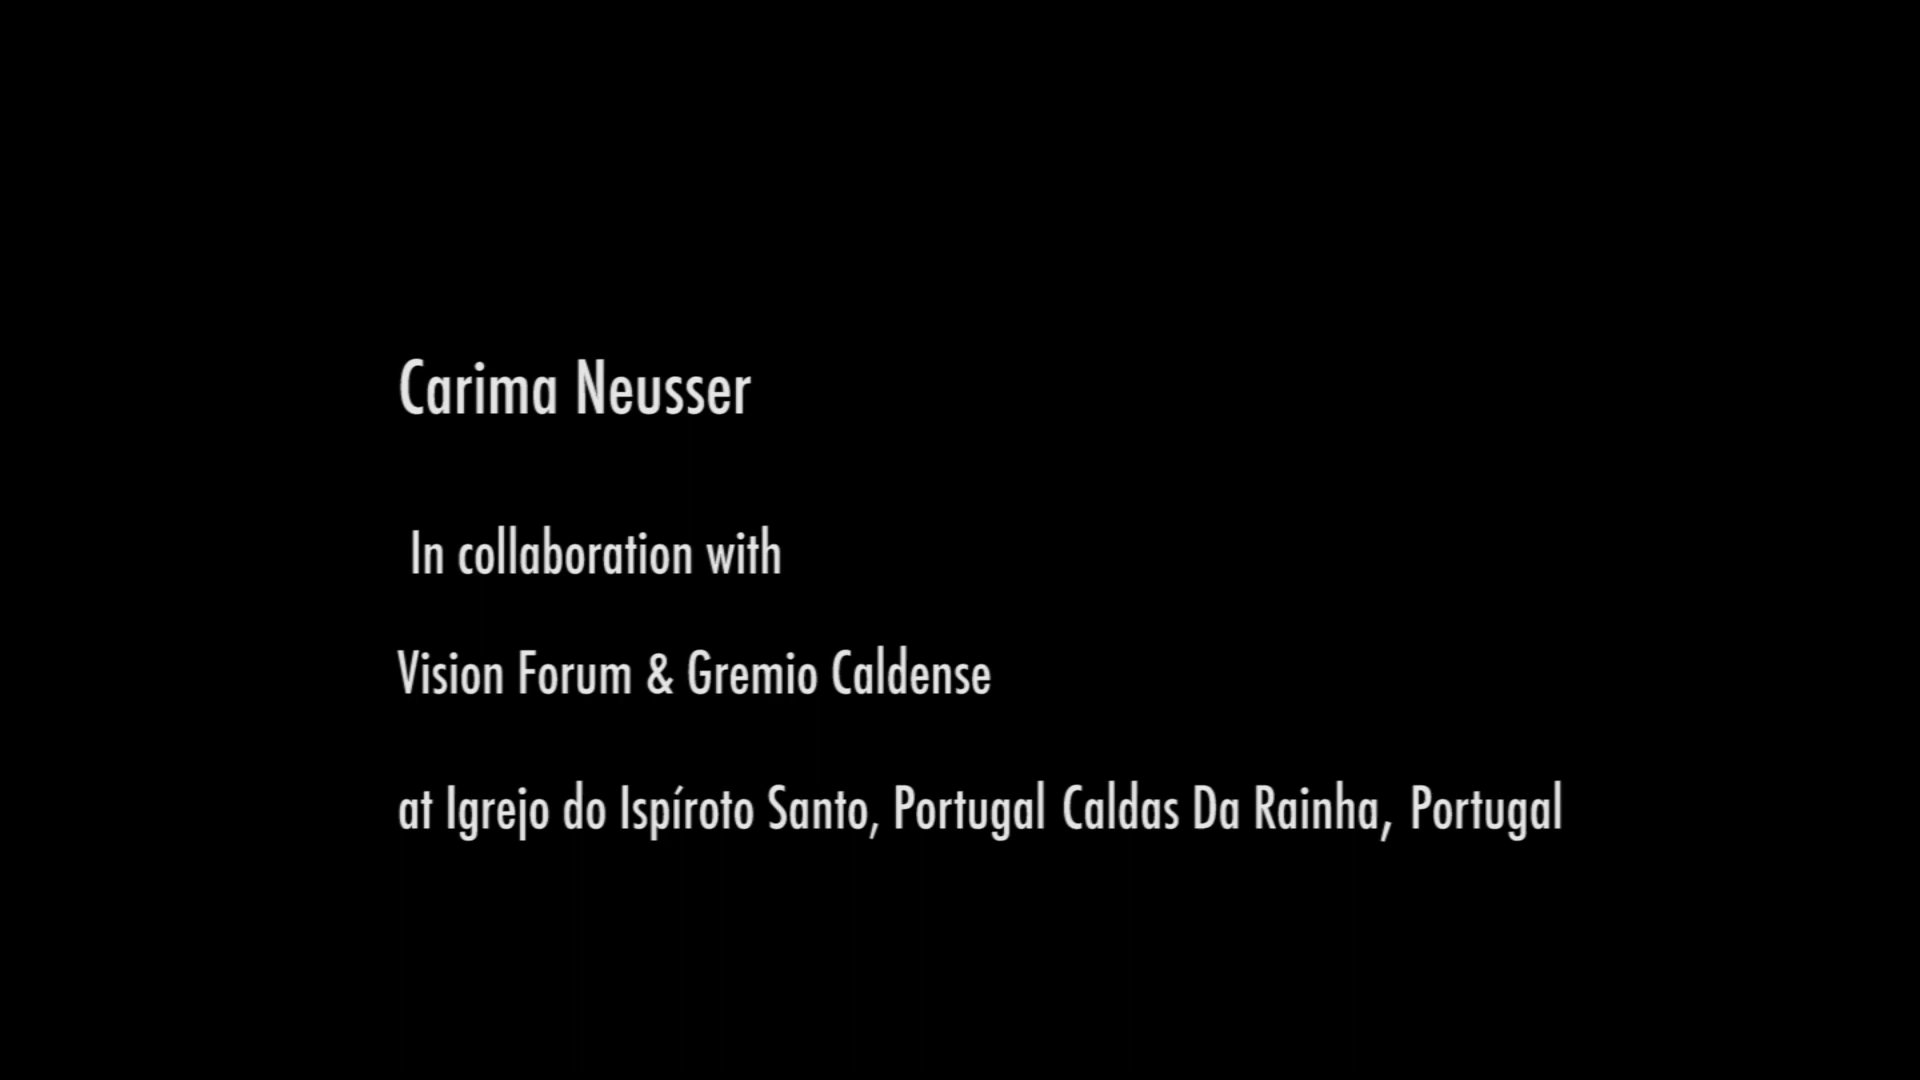 Carima Neusser
In collaboration with
Vision Forum & Gremio Caldense
at Igrejo do Ispíroto Santo, Portugal Caldas Da Rainha, Portugal